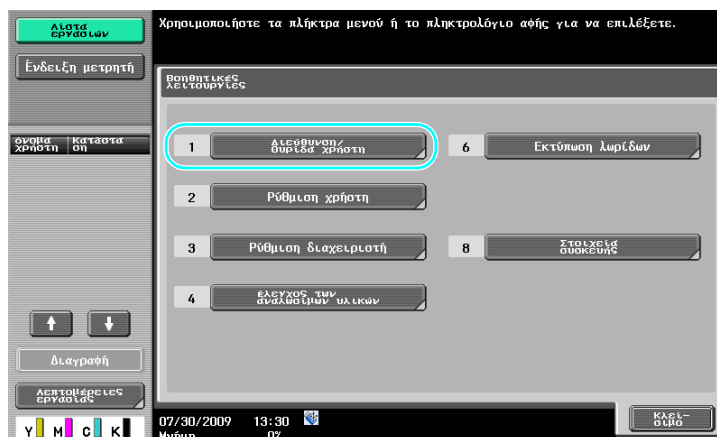 Λίστα
εργασιών
Χρησιμοποιήστε τα πλήκτρα μενού ή το πληκτρολόγιο αφής για να επιλέξετε.
Ένδειξη μετρητή
Βοηθητικές
λειτουργίες
όνομα
χρήστη
Κατάστα
ση
1 Διεύθυνση/
θυρίδα χρήστη
6 Εκτύπωση λωρίδων
2 Ρύθμιση χρήστη
3 Ρύθμιση διαχειριστή
8 Στοιχεία
συσκευής
4 έλεγχος των
αναλωσίμων υλικών
Διαγραφή
Λεπτομέρειες
εργασίας
Κλεί-
σιμο
07/30/2009 13:30
Y M C K
Μνήμη 0%